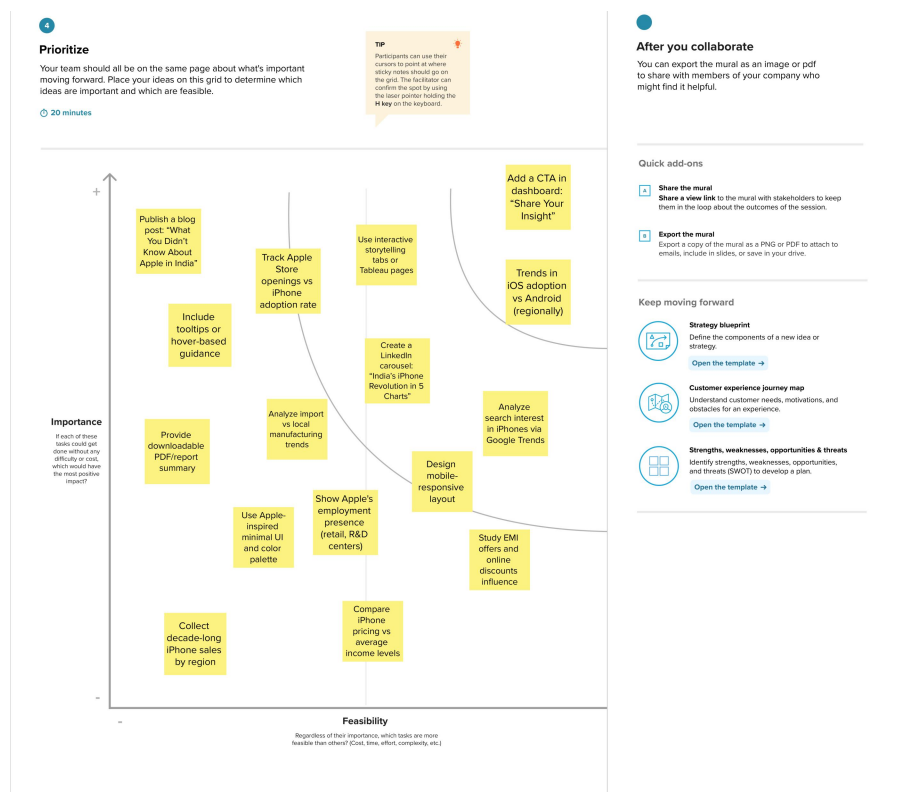 4
Prioritize
Your team should all be on the same page about what's important
moving forward. Place your ideas on this grid to determine which
ideas are important and which are feasible.
20 minutes
TIP
Participants can use their
cursors to point at where
sticky notes should go on
the grid. The facilitator can
confirm the spot by using
the laser pointer holding the
H key on the keyboard.
After you collaborate
You can export the mural as an image or pdf
to share with members of your company who
might find it helpful.
Quick add-ons
A
Share the mural
Share a view link to the mural with stakeholders to keep
them in the loop about the outcomes of the session.
B
Export the mural
Export a copy of the mural as a PNG or PDF to attach to
emails, include in slides, or save in your drive.
Keep moving forward
Strategy blueprint
Define the components of a new idea or
strategy.
Open the template →
Customer experience journey map
Understand customer needs, motivations, and
obstacles for an experience.
Open the template →
Strengths, weaknesses, opportunities & threats
Identify strengths, weaknesses, opportunities,
and threats (SWOT) to develop a plan.
Open the template →
+
Add a CTA in
dashboard:
“Share Your
Insight”
Publish a blog
post: “What
You Didn’t
Know About
Apple in India”
Use interactive
storytelling
tabs or
Tableau pages
Track Apple
Store
openings vs
iPhone
adoption rate
Trends in
iOS adoption
vs Android
(regionally)
Include
tooltips or
hover-based
guidance
Create a
LinkedIn
carousel:
“India’s iPhone
Revolution in 5
Charts”
Analyze
search interest
in iPhones via
Google Trends
Analyze import
vs local
manufacturing
trends
Importance
If each of these
tasks could get
done without any
difficulty or cost,
which would have
the most positive
impact?
Provide
downloadable
PDF/report
summary
Design
mobile-
responsive
layout
Show Apple's
employment
presence
(retail, R&D
centers)
Use Apple-
inspired
minimal UI
and color
palette
Study EMI
offers and
online
discounts
influence
Compare
iPhone
pricing vs
average
income levels
Collect
decade-long
iPhone sales
by region
-
-
Feasibility
Regardless of their importance, which tasks are more
feasible than others? (Cost, time, effort, complexity, etc.)